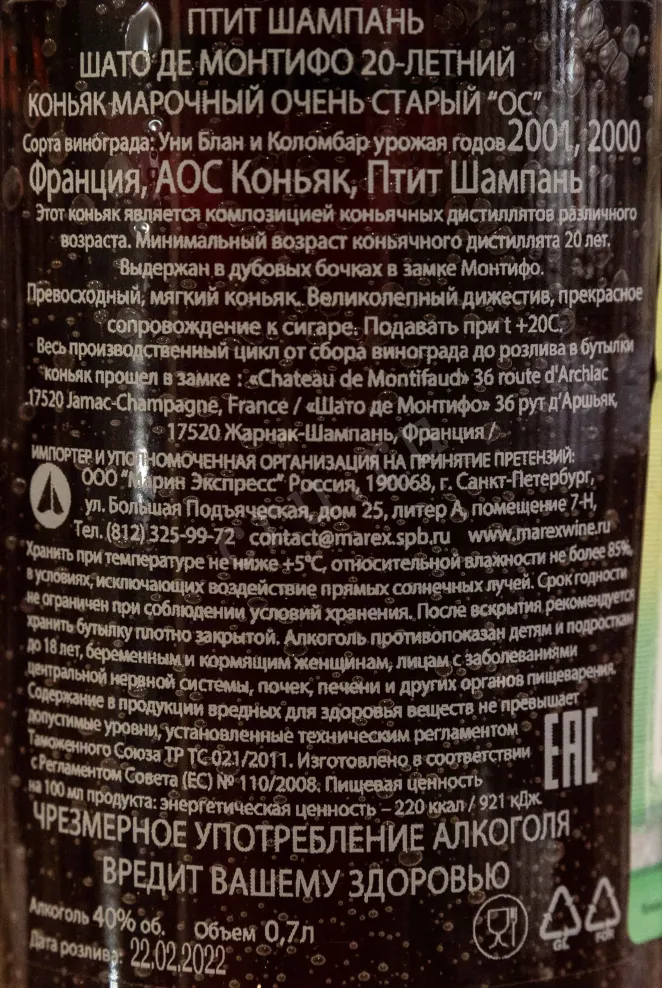 ПТИТ ШАМПАНЬ
ШАТО ДЕ МОНТИФО 20-ЛЕТНИЙ
КОНЬЯК МАРОЧНЫЙ ОЧЕНЬ СТАРЫЙ "ОС"
Сорта винограда: Уни Блан и Коломбар урожая годов 2001, 2000
Франция, АОС Коньяк, Птит Шампань
Этот коньяк является композицией коньячных дистиллятов различного
возраста. Минимальный возраст коньячного дистиллята 20 лет.
Выдержан в дубовых бочках в замке Монтифо.
Превосходный, мягкий коньяк. Великолепный дижестив, прекрасное
сопровождение к сигаре. Подавать при t +20C.
Весь производственный цикл от сбора винограда до розлива в бутылки
коньяк прошел в замке : «Chateau de Montifaud» 36 route d'Archiac
17520 Jarnac-Champagne, France / «Шато де Монтифо» 36 рут д'Аршьяк,
17520 Жарнак-Шампань, Франция /
ИМПОРТЕР И УПОЛНОМОЧЕННАЯ ОРГАНИЗАЦИЯ НА ПРИНЯТИЕ ПРЕТЕНЗИЙ:
ООО "Марин Экспресс" Россия, 190068, г. Санкт-Петербург,
ул. Большая Подъяческая, дом 25, литер А, помещение 7-Н,
Тел. (812) 325-99-72 contact@marex.spb.ru www.marexwine.ru
Хранить при температуре не ниже +5°С, относительной влажности не более 85%,
в условиях, исключающих воздействие прямых солнечных лучей. Срок годности
не ограничен при соблюдении условий хранения. После вскрытия рекомендуется
хранить бутылку плотно закрытой. Алкоголь противопоказан детям и подросткам
до 18 лет, беременным и кормящим женщинам, лицам с заболеваниями
центральной нервной системы, почек, печени и других органов пищеварения.
Содержание в продукции вредных для здоровья веществ не превышает
допустимые уровни, установленные техническим регламентом
Таможенного Союза ТР ТС 021/2011. Изготовлено в соответствии
с Регламентом Совета (ЕС) № 110/2008. Пищевая ценность
на 100 мл продукта: энергетическая ценность – 220 ккал / 921 кДж.
EAC
ЧРЕЗМЕРНОЕ УПОТРЕБЛЕНИЕ АЛКОГОЛЯ
ВРЕДИТ ВАШЕМУ ЗДОРОВЬЮ
Алкоголь 40% об. Объем 0,7л
Дата розлива: 22.02.2022
GL FOR